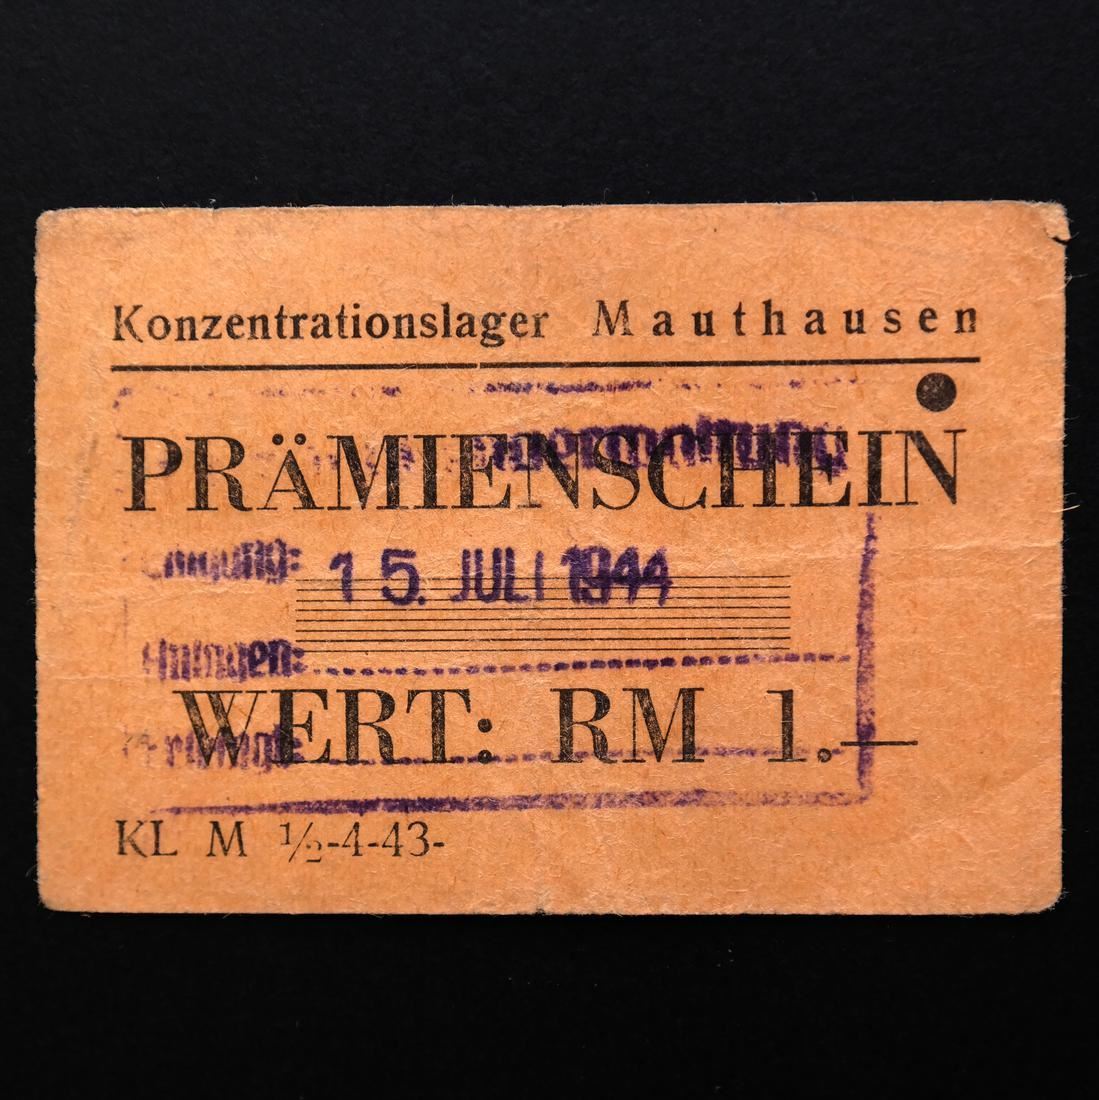 Konzentrationslager Mauthausen
PRÄMIENSCHEIN
15. JULI 1944
WERT: RM 1.—
KL M ½-4-43-